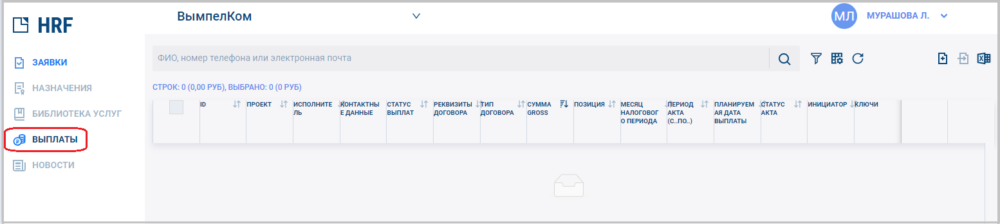 HRF
ВымпелКом
МЛ
МУРАШОВА Л.
ЗАЯВКИ
НАЗНАЧЕНИЯ
БИБЛИОТЕКА УСЛУГ
ВЫПЛАТЫ
НОВОСТИ
ФИО, номер телефона или электронная почта
СТРОК: 0 (0,00 РУБ), ВЫБРАНО: 0 (0 РУБ)
ID
ПРОЕКТ
ИСПОЛНИТЕ
ЛЬ
КОНТАКТНЫ
Е ДАННЫЕ
СТАТУС
ВЫПЛАТ
РЕКВИЗИТЫ
ДОГОВОРА
ТИП
ДОГОВОРА
СУММА
GROSS
ПОЗИЦИЯ
МЕСЯЦ
НАЛОГОВОГ
О ПЕРИОДА
ПЕРИОД
АКТА
(С..ПО..)
ПЛАНИРУЕМ
АЯ ДАТА
ВЫПЛАТЫ
СТАТУС
АКТА
ИНИЦИАТОР
КЛЮЧИ